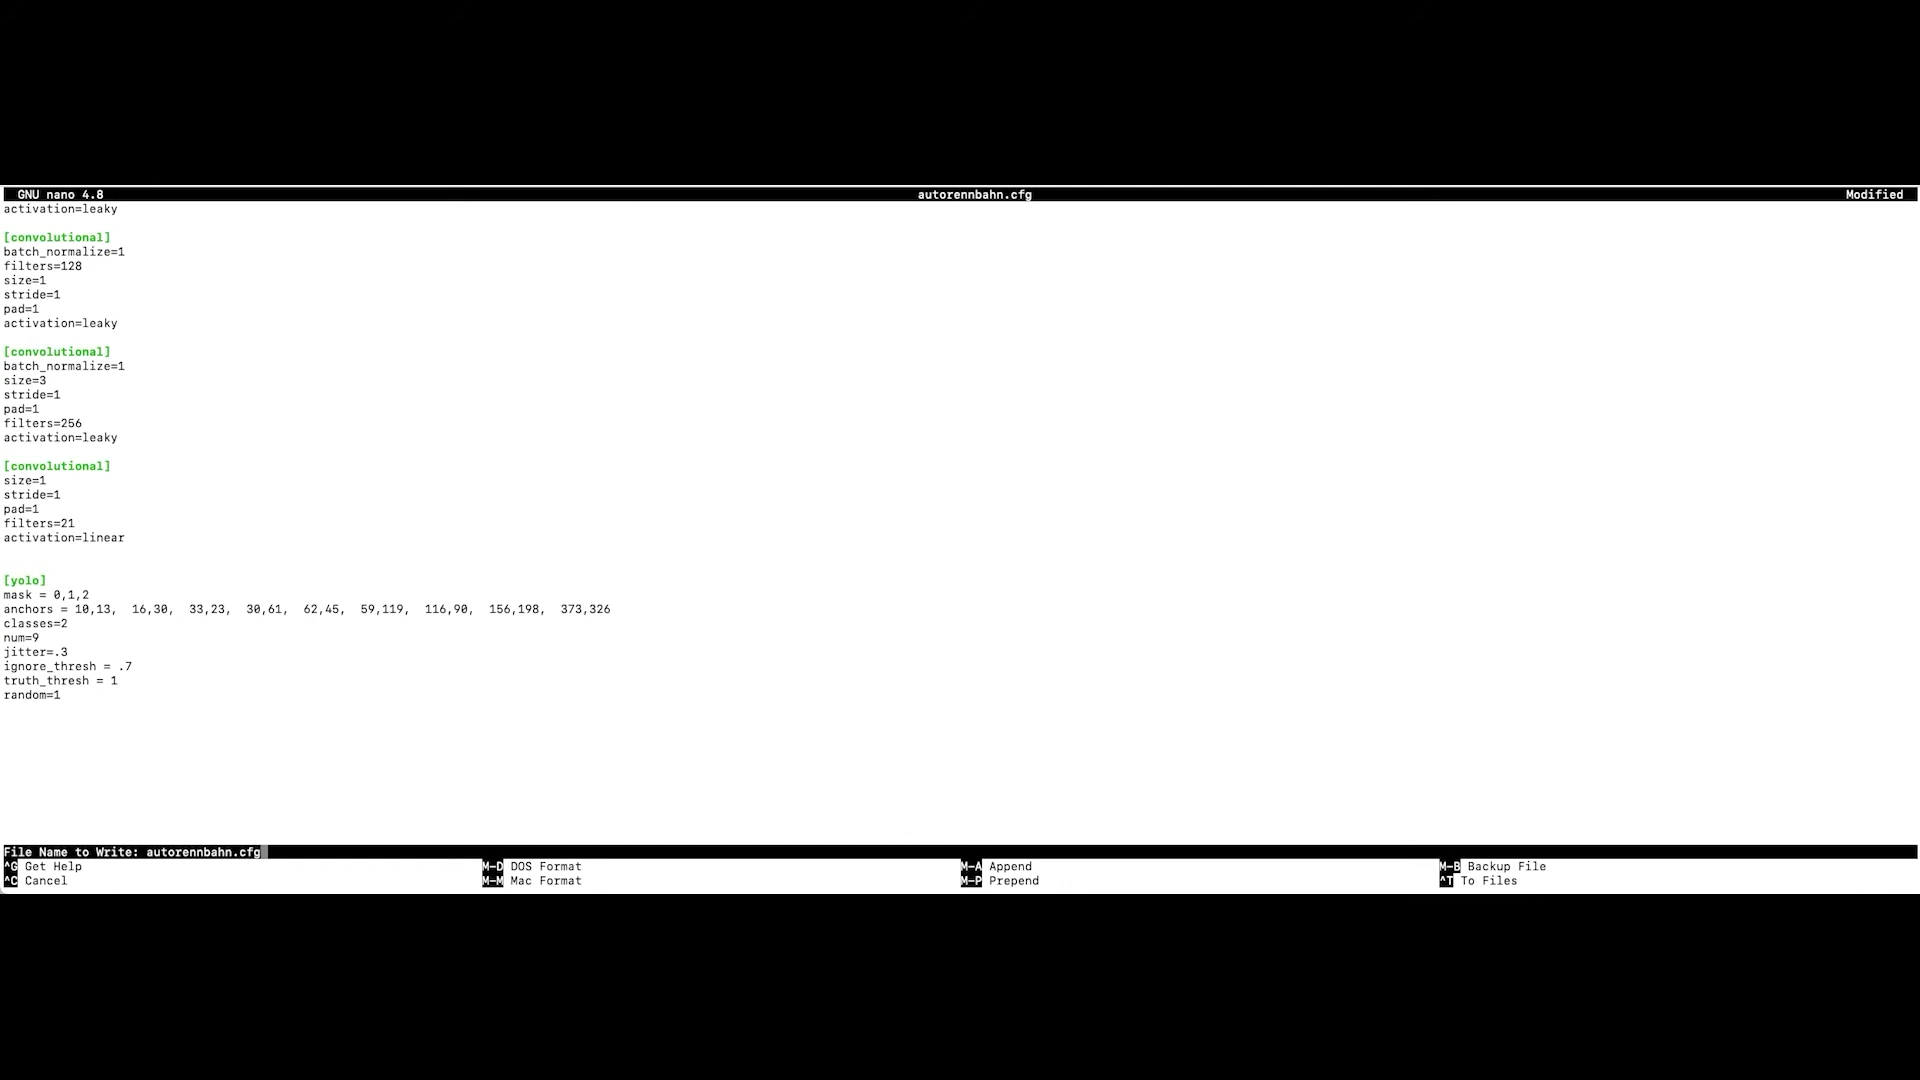 GNU nano 4.8 autorennbahn.cfg Modified
activation=leaky
[convolutional]
batch_normalize=1
filters=128
size=1
stride=1
pad=1
activation=leaky
[convolutional]
batch_normalize=1
size=3
stride=1
pad=1
filters=256
activation=leaky
[convolutional]
size=1
stride=1
pad=1
filters=21
activation=linear
[yolo]
mask = 0,1,2
anchors = 10,13,  16,30,  33,23,  30,61,  62,45,  59,119,  116,90,  156,198,  373,326
classes=2
num=9
jitter=.3
ignore_thresh = .7
truth_thresh = 1
random=1
File Name to Write: autorennbahn.cfg
^G Get Help M-D DOS Format M-A Append M-B Backup File
^C Cancel M-M Mac Format M-P Prepend ^T To Files